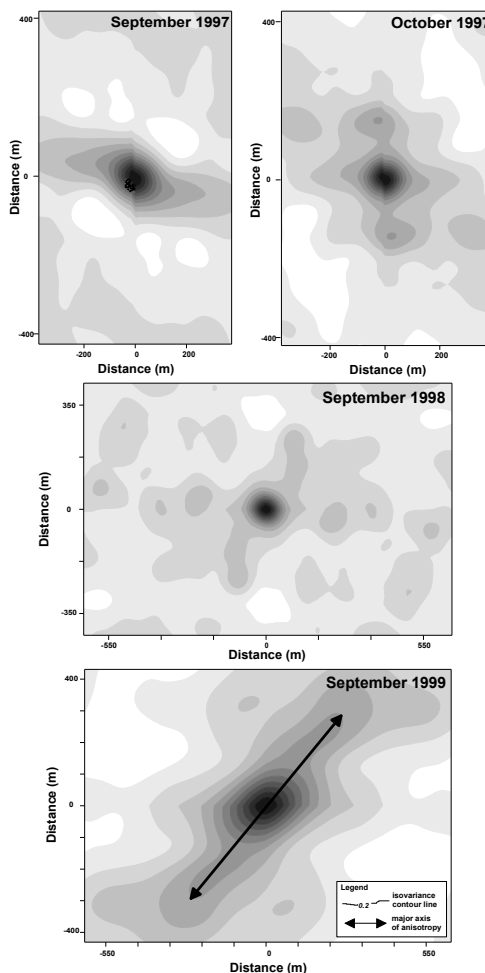 September 1997
400
0
-400
Distance (m)
-200
0
200
Distance (m)
October 1997
400
0
-400
Distance (m)
-200
0
200
Distance (m)
September 1998
350
0
-350
Distance (m)
-550
0
550
Distance (m)
September 1999
400
0
-400
Distance (m)
-550
0
550
Distance (m)
Legend
0.2
isovariance
contour line
major axis
of anisotropy